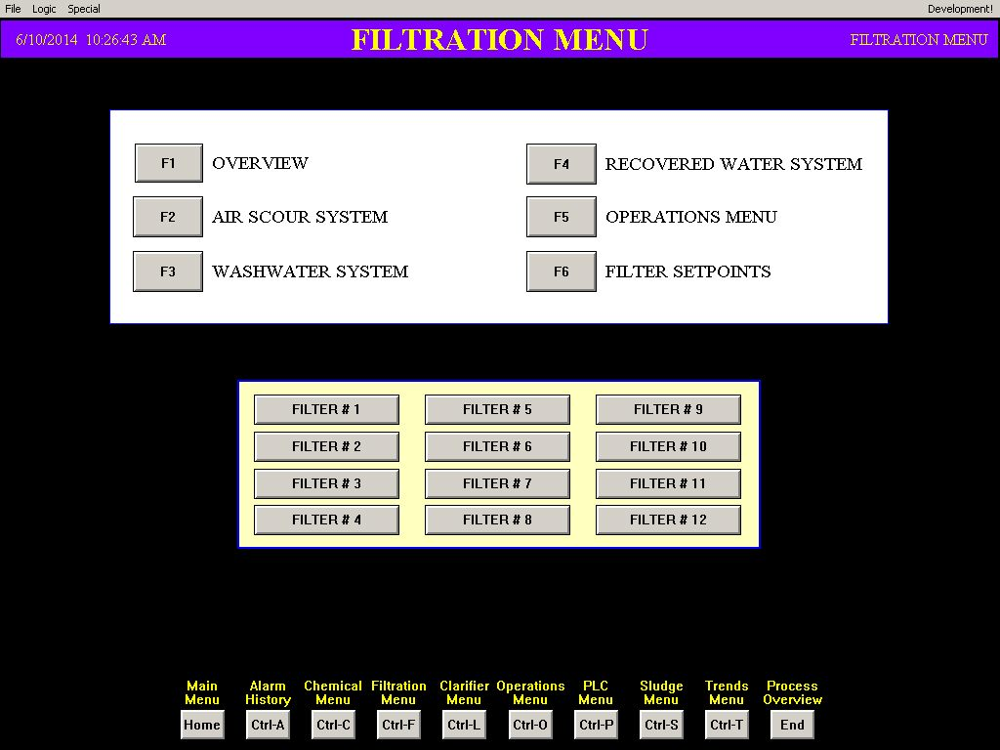 File Logic Special Development!
6/10/2014 10:26:43 AM FILTRATION MENU FILTRATION MENU
F1 OVERVIEW F4 RECOVERED WATER SYSTEM
F2 AIR SCOUR SYSTEM F5 OPERATIONS MENU
F3 WASHWATER SYSTEM F6 FILTER SETPOINTS
FILTER # 1 FILTER # 5 FILTER # 9
FILTER # 2 FILTER # 6 FILTER # 10
FILTER # 3 FILTER # 7 FILTER # 11
FILTER # 4 FILTER # 8 FILTER # 12
Main Alarm Chemical Filtration Clarifier Operations PLC Sludge Trends Process
Menu History Menu Menu Menu Menu Menu Menu Menu Overview
Home Ctrl-A Ctrl-C Ctrl-F Ctrl-L Ctrl-O Ctrl-P Ctrl-S Ctrl-T End